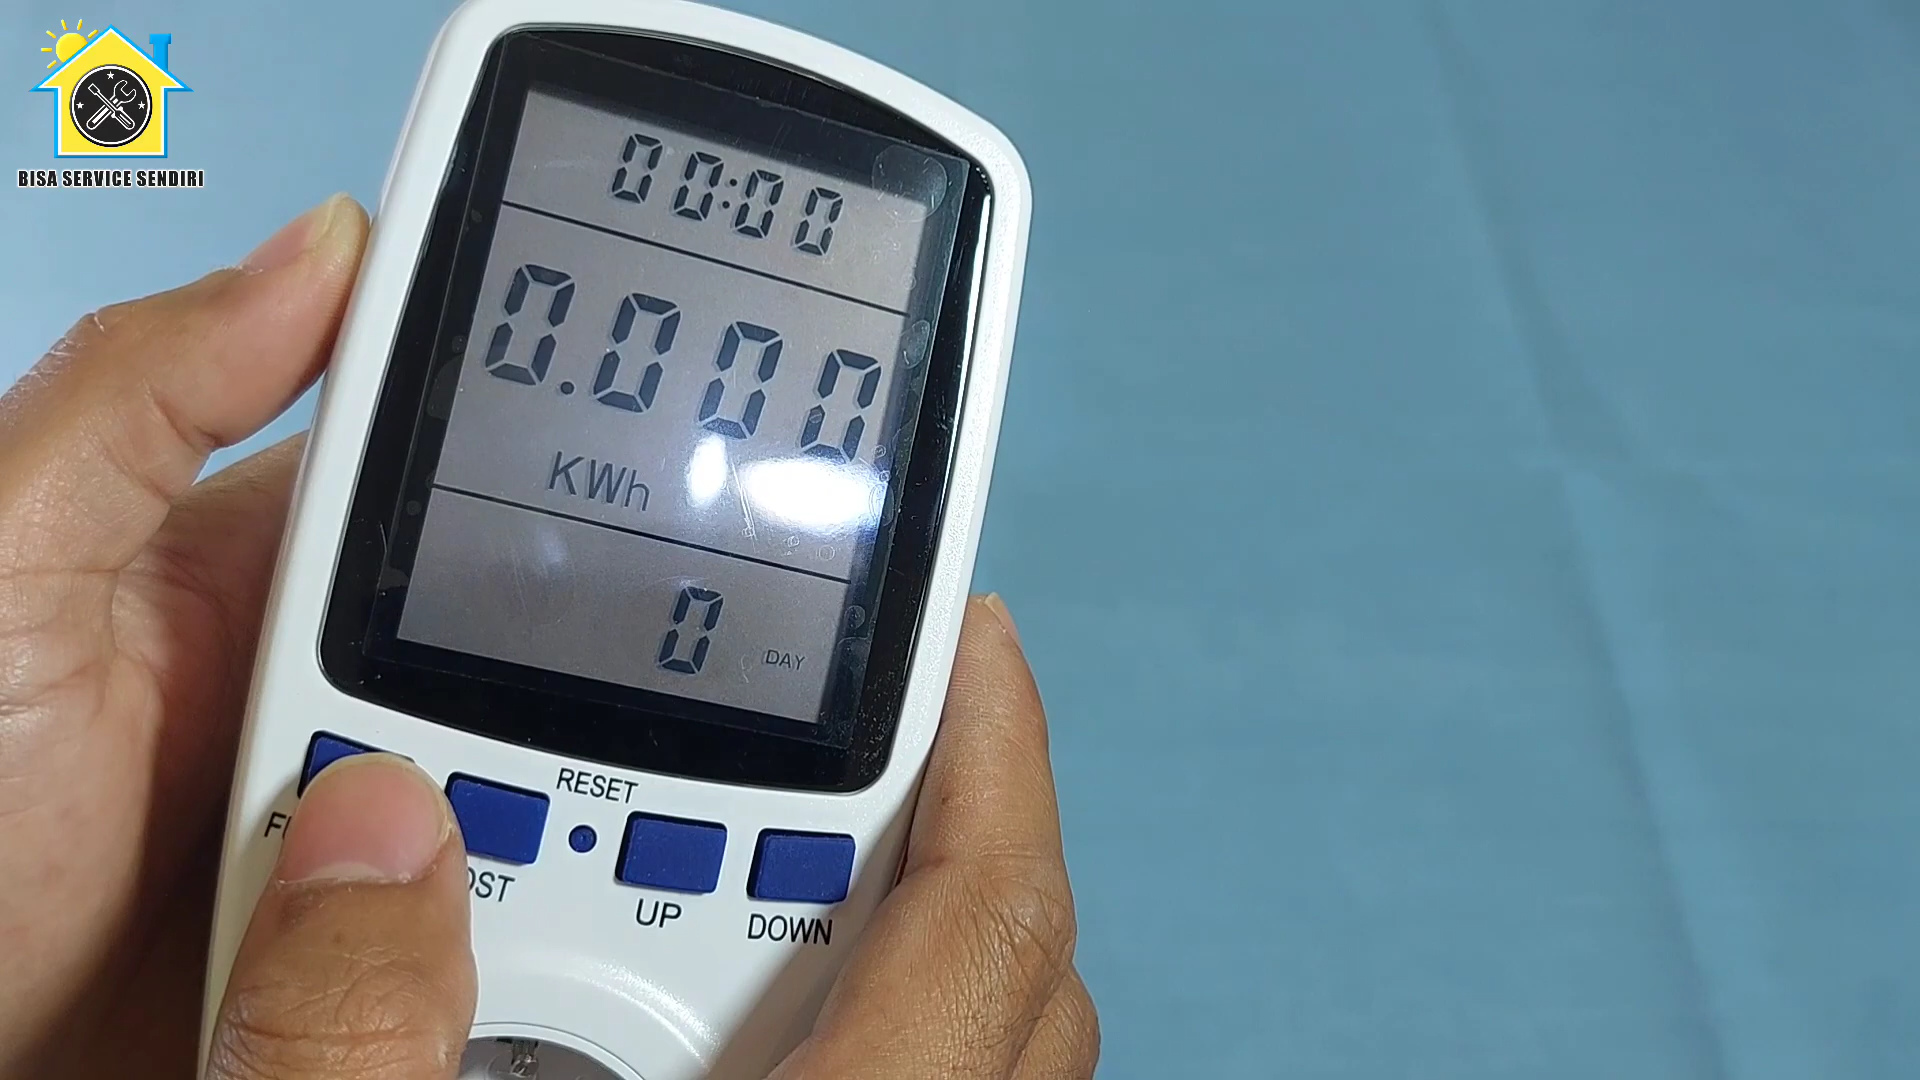 BISA SERVICE SENDIRI
00:00
0.000
KWh
0
DAY
RESET
UP
DOWN